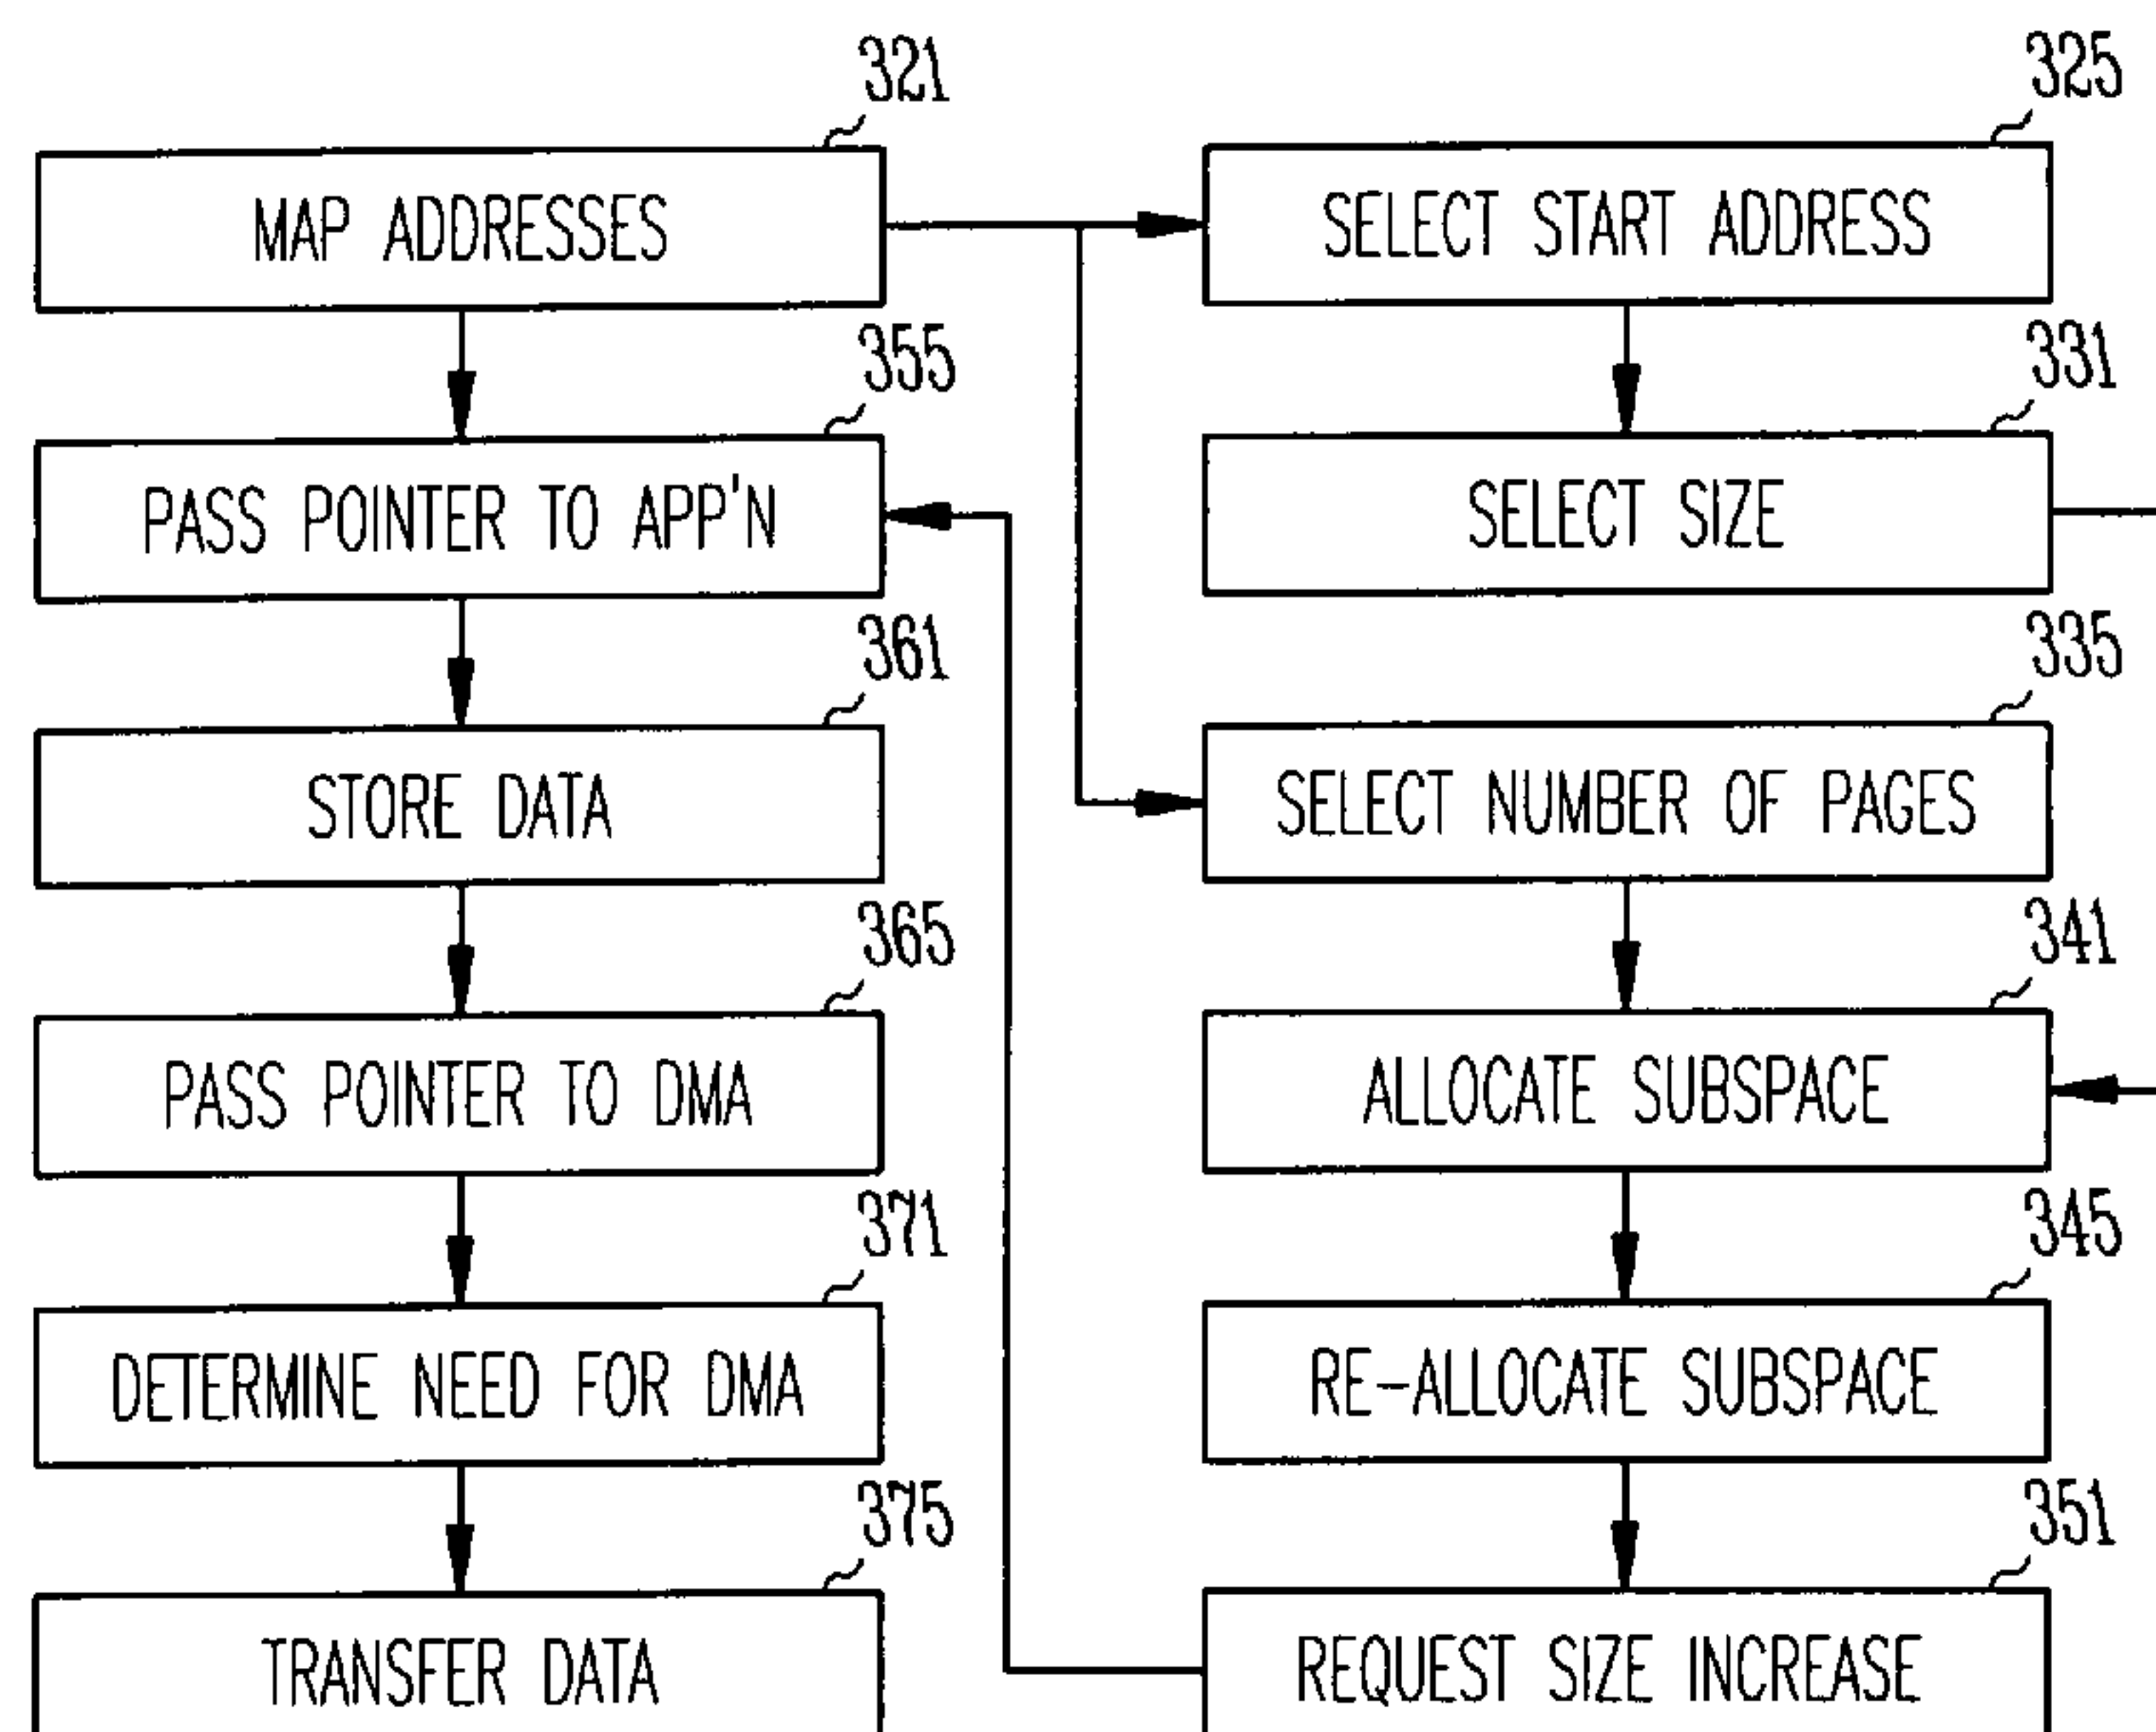 321
MAP ADDRESSES
325
SELECT START ADDRESS
355
PASS POINTER TO APP'N
331
SELECT SIZE
361
STORE DATA
335
SELECT NUMBER OF PAGES
365
PASS POINTER TO DMA
341
ALLOCATE SUBSPACE
371
DETERMINE NEED FOR DMA
345
RE-ALLOCATE SUBSPACE
375
TRANSFER DATA
351
REQUEST SIZE INCREASE